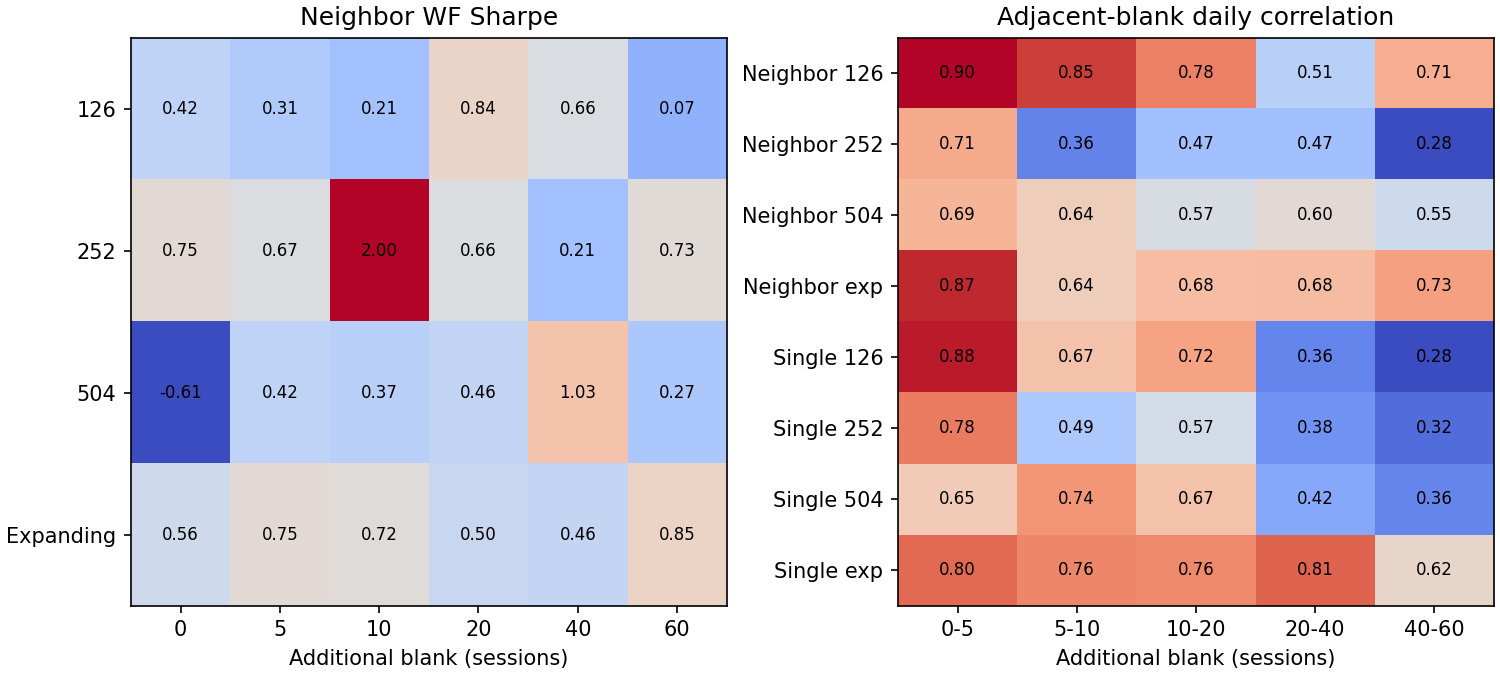 Neighbor WF Sharpe
126 0.42 0.31 0.21 0.84 0.66 0.07
252 0.75 0.67 2.00 0.66 0.21 0.73
504 -0.61 0.42 0.37 0.46 1.03 0.27
Expanding 0.56 0.75 0.72 0.50 0.46 0.85
0 5 10 20 40 60
Additional blank (sessions)
Adjacent-blank daily correlation
Neighbor 126 0.90 0.85 0.78 0.51 0.71
Neighbor 252 0.71 0.36 0.47 0.47 0.28
Neighbor 504 0.69 0.64 0.57 0.60 0.55
Neighbor exp 0.87 0.64 0.68 0.68 0.73
Single 126 0.88 0.67 0.72 0.36 0.28
Single 252 0.78 0.49 0.57 0.38 0.32
Single 504 0.65 0.74 0.67 0.42 0.36
Single exp 0.80 0.76 0.76 0.81 0.62
0-5 5-10 10-20 20-40 40-60
Additional blank (sessions)